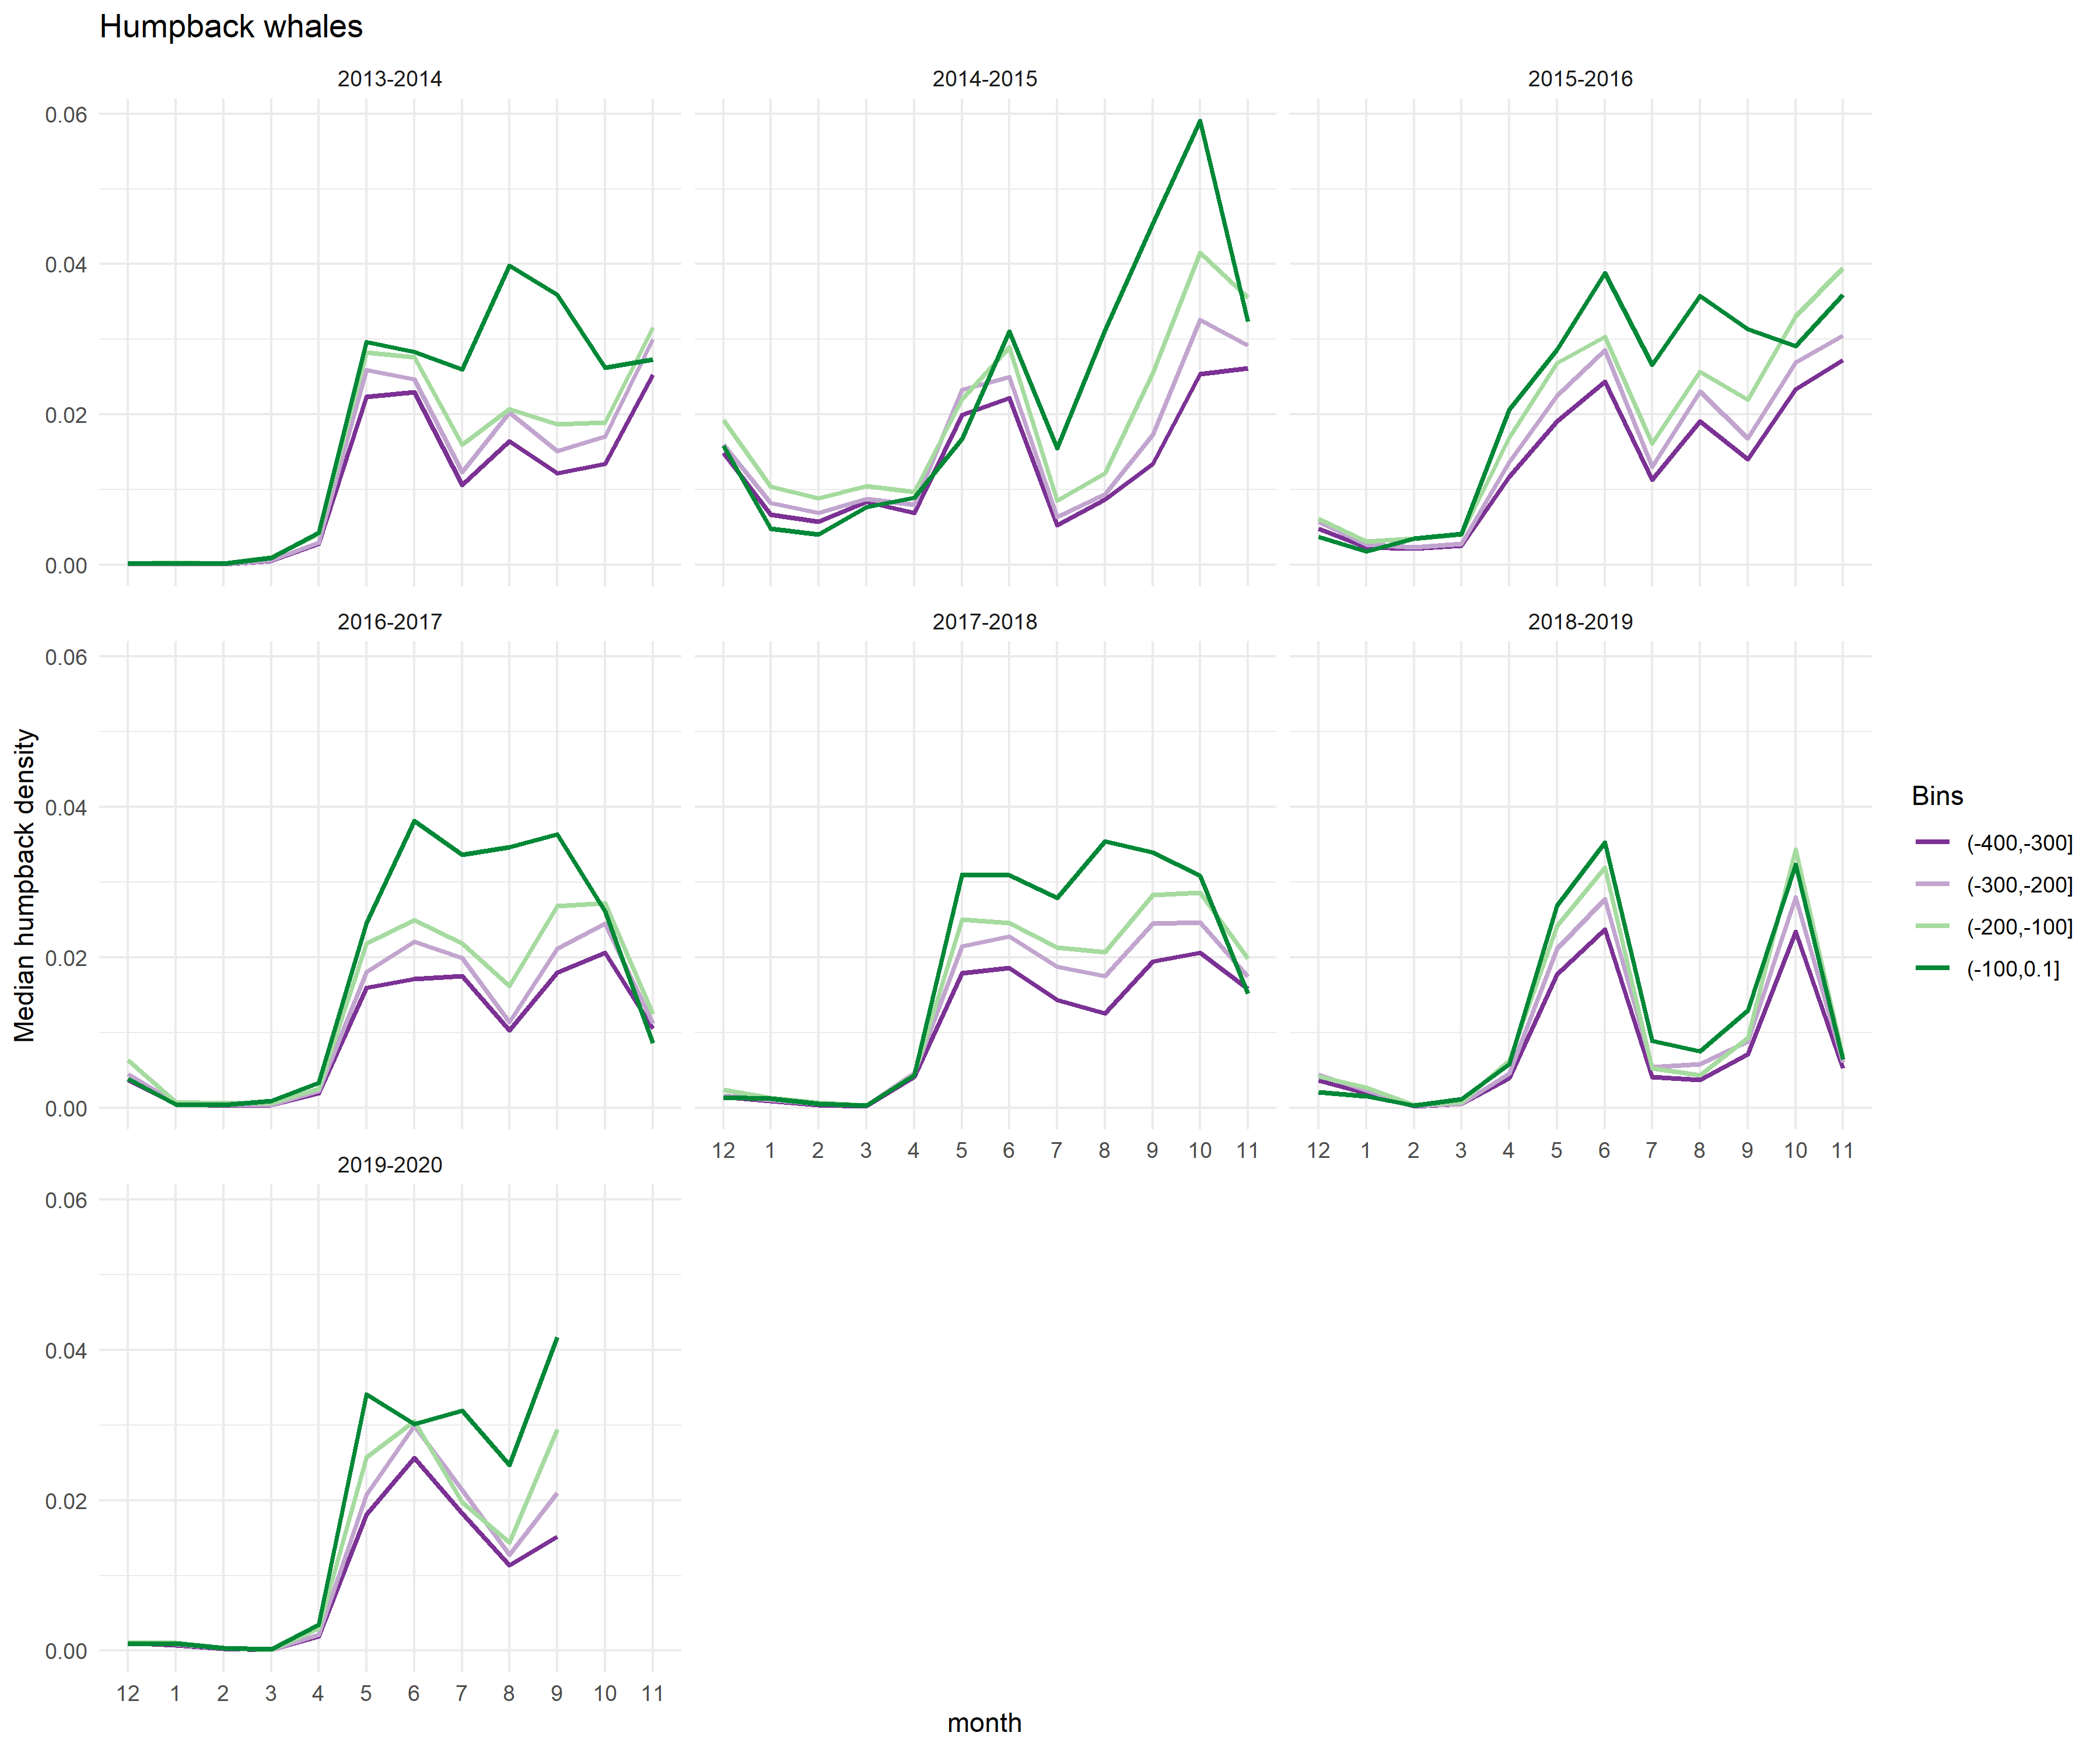 Humpback whales
2013-2014 2014-2015 2015-2016
0.06
0.04
0.02
0.00
2016-2017 2017-2018 2018-2019
0.06
0.04
0.02
0.00
12 1 2 3 4 5 6 7 8 9 10 11 12 1 2 3 4 5 6 7 8 9 10 11
2019-2020
0.06
0.04
0.02
0.00
12 1 2 3 4 5 6 7 8 9 10 11
month
Median humpback density
Bins
(-400,-300]
(-300,-200]
(-200,-100]
(-100,0.1]